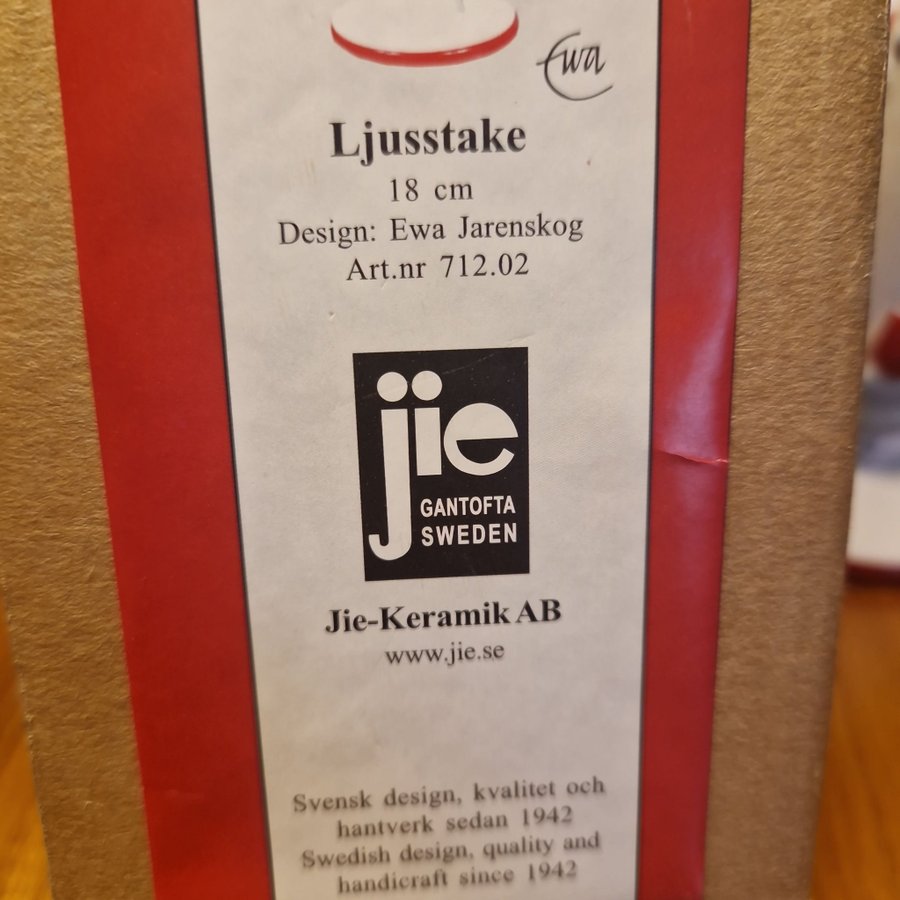 Ewa
Ljusstake
18 cm
Design: Ewa Jarenskog
Art.nr 712.02
jie
GANTOFTA
SWEDEN
Jie-Keramik AB
www.jie.se
Svensk design, kvalitet och
hantverk sedan 1942
Swedish design, quality and
handicraft since 1942